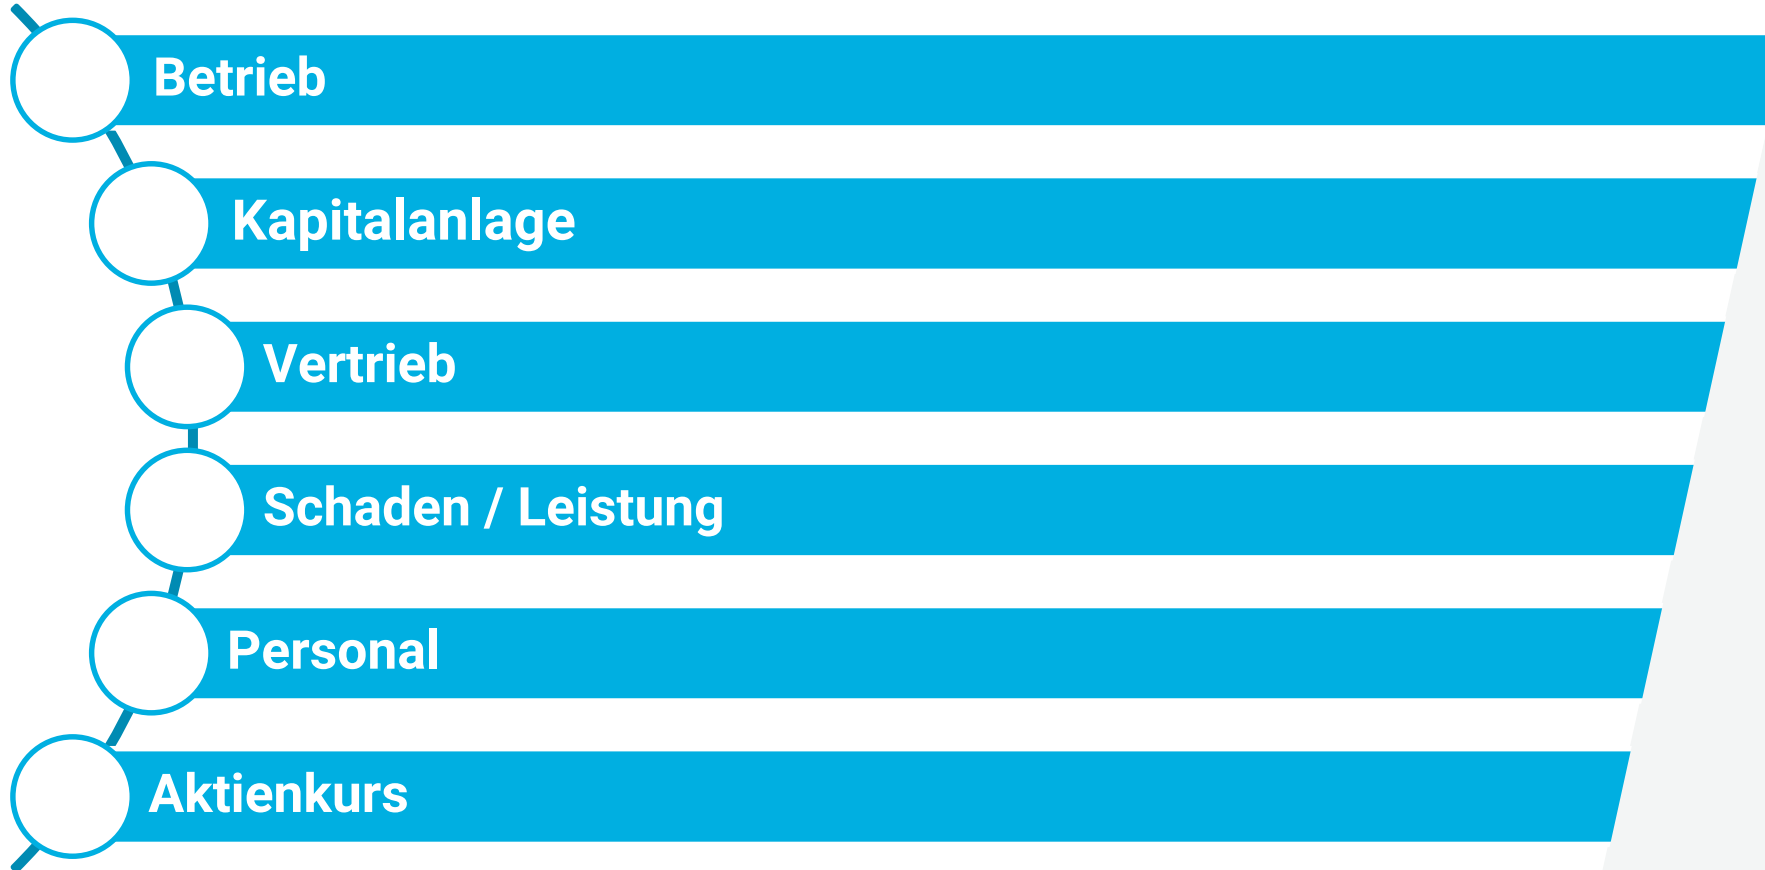 Betrieb
Kapitalanlage
Vertrieb
Schaden / Leistung
Personal
Aktienkurs